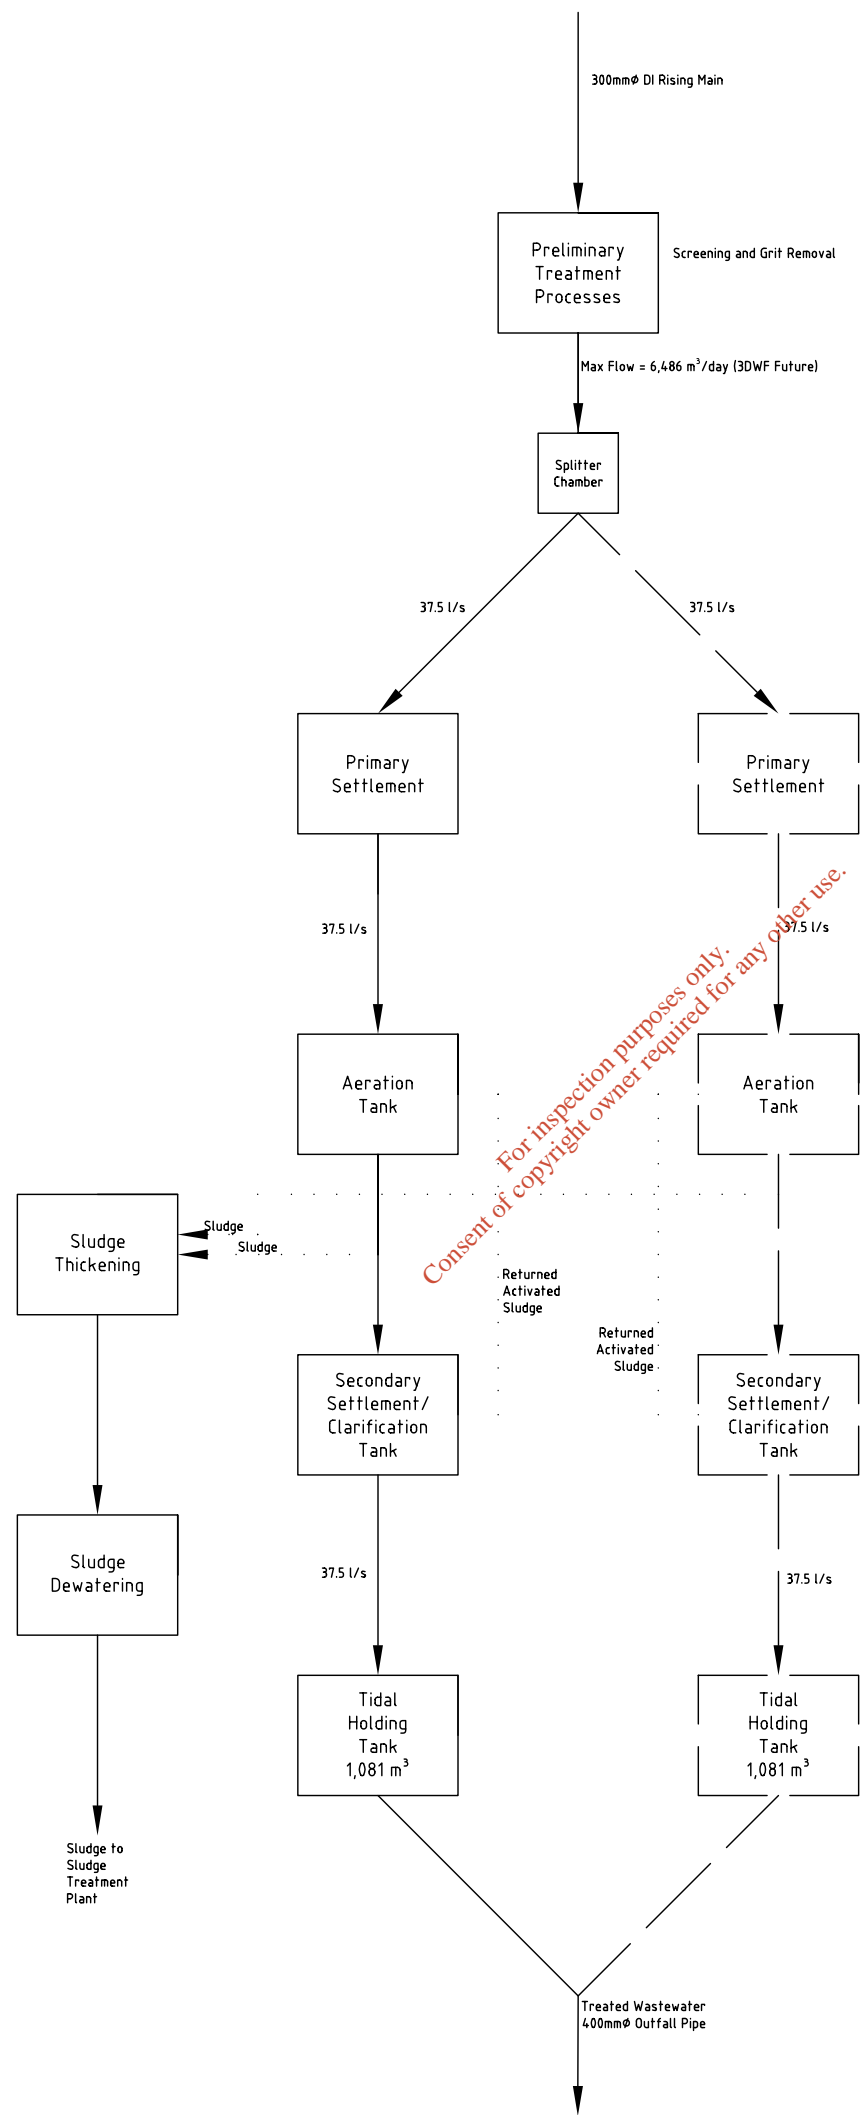 300mmø DI Rising Main
Preliminary
Treatment
Processes
Screening and Grit Removal
Max Flow = 6,486 m³/day (3DWF Future)
Splitter
Chamber
37.5 l/s
37.5 l/s
Primary
Settlement
Primary
Settlement
37.5 l/s
37.5 l/s
For inspection purposes only.
Consent of copyright owner required for any other use.
Aeration
Tank
Aeration
Tank
Sludge
Sludge
Sludge
Thickening
Returned
Activated
Sludge
Returned
Activated
Sludge
Secondary
Settlement/
Clarification
Tank
Secondary
Settlement/
Clarification
Tank
Sludge
Dewatering
37.5 l/s
37.5 l/s
Tidal
Holding
Tank
1,081 m³
Tidal
Holding
Tank
1,081 m³
Sludge to
Sludge
Treatment
Plant
Treated Wastewater
400mmø Outfall Pipe